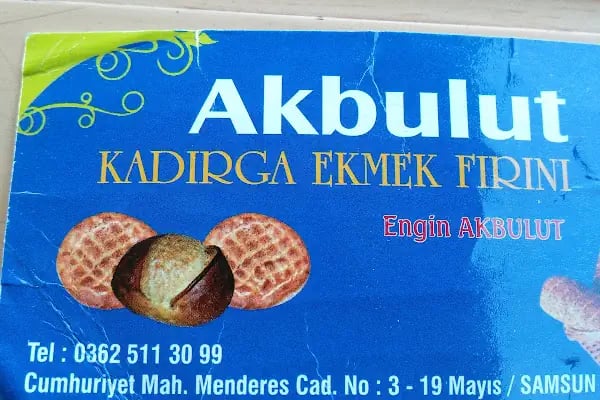 Akbulut
KADIRGA EKMEK FIRINI
Engin AKBULUT
Tel : 0362 511 30 99
Cumhuriyet Mah. Menderes Cad. No : 3 - 19 Mayıs / SAMSUN